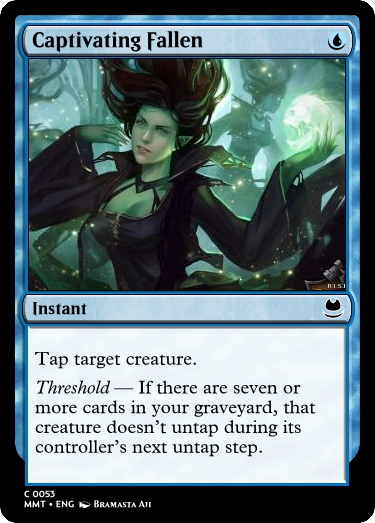 Captivating Fallen
Instant
Tap target creature.
Threshold — If there are seven or
more cards in your graveyard, that
creature doesn't untap during its
controller's next untap step.
C 0053
MMT • ENG Bramasta Aji